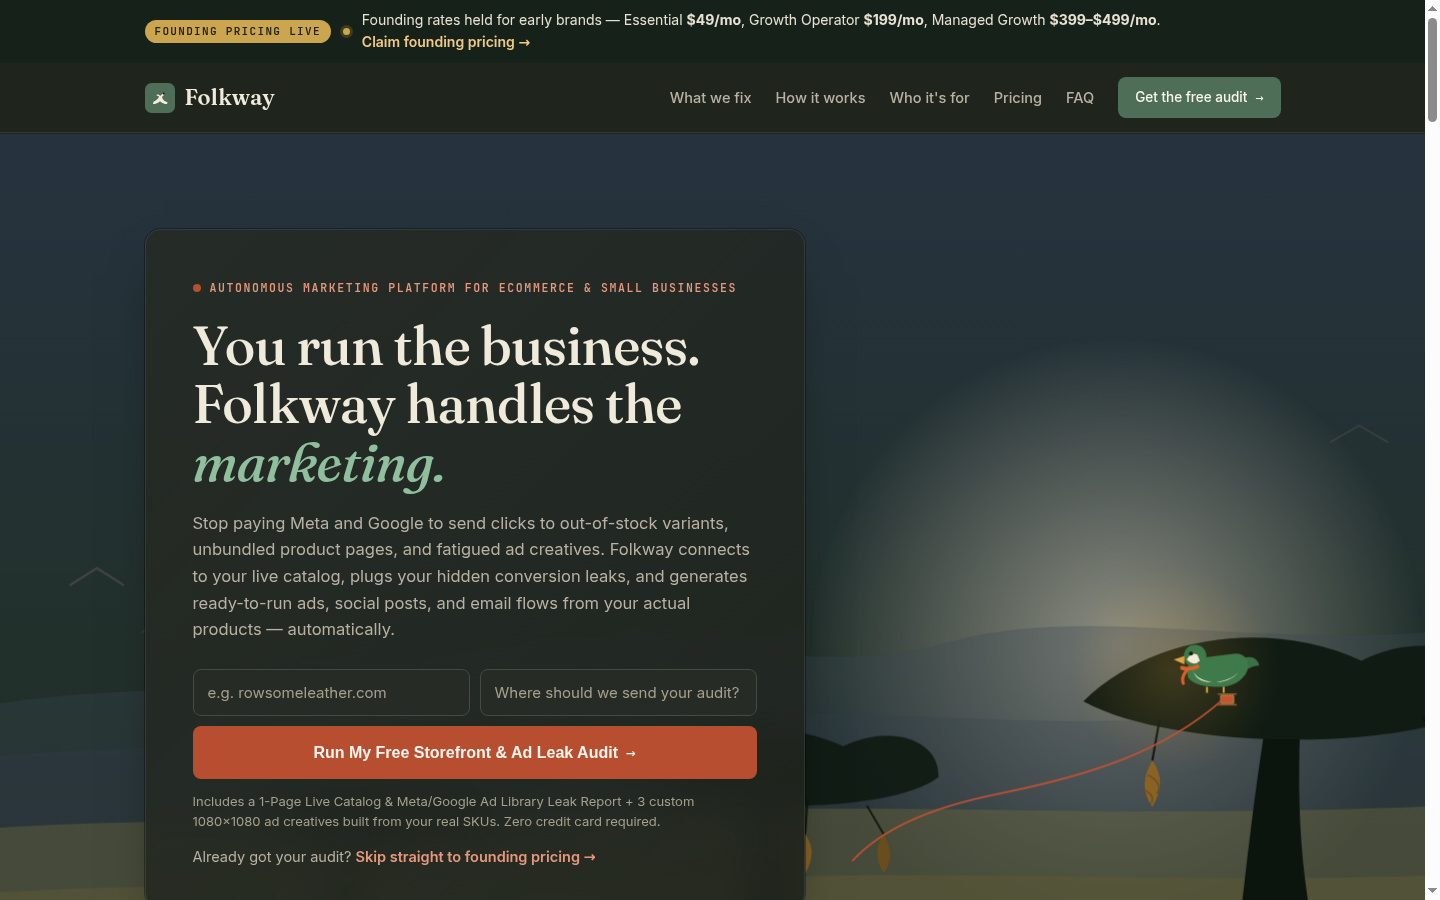 FOUNDING PRICING LIVE
Founding rates held for early brands — Essential $49/mo, Growth Operator $199/mo, Managed Growth $399–$499/mo.
Claim founding pricing →
Folkway
What we fix
How it works
Who it's for
Pricing
FAQ
Get the free audit →
AUTONOMOUS MARKETING PLATFORM FOR ECOMMERCE & SMALL BUSINESSES
You run the business.
Folkway handles the
marketing.
Stop paying Meta and Google to send clicks to out-of-stock variants,
unbundled product pages, and fatigued ad creatives. Folkway connects
to your live catalog, plugs your hidden conversion leaks, and generates
ready-to-run ads, social posts, and email flows from your actual
products — automatically.
e.g. rowsomeleather.com
Where should we send your audit?
Run My Free Storefront & Ad Leak Audit →
Includes a 1-Page Live Catalog & Meta/Google Ad Library Leak Report + 3 custom
1080×1080 ad creatives built from your real SKUs. Zero credit card required.
Already got your audit? Skip straight to founding pricing →